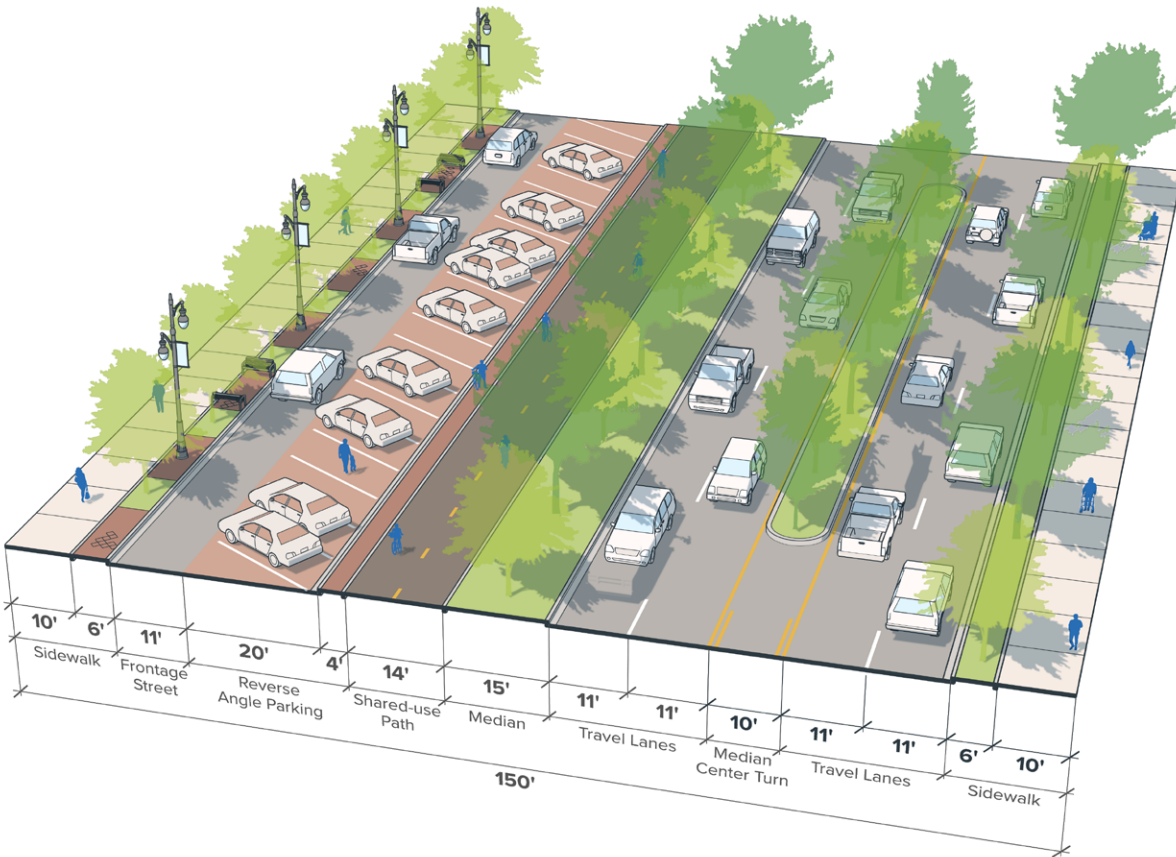 10'
6'
11'
20'
4'
14'
15'
11'
11'
10'
11'
11'
6'
10'
Sidewalk
Frontage
Street
Reverse
Angle Parking
Shared-use
Path
Median
Travel Lanes
Median
Center Turn
Travel Lanes
Sidewalk
150'